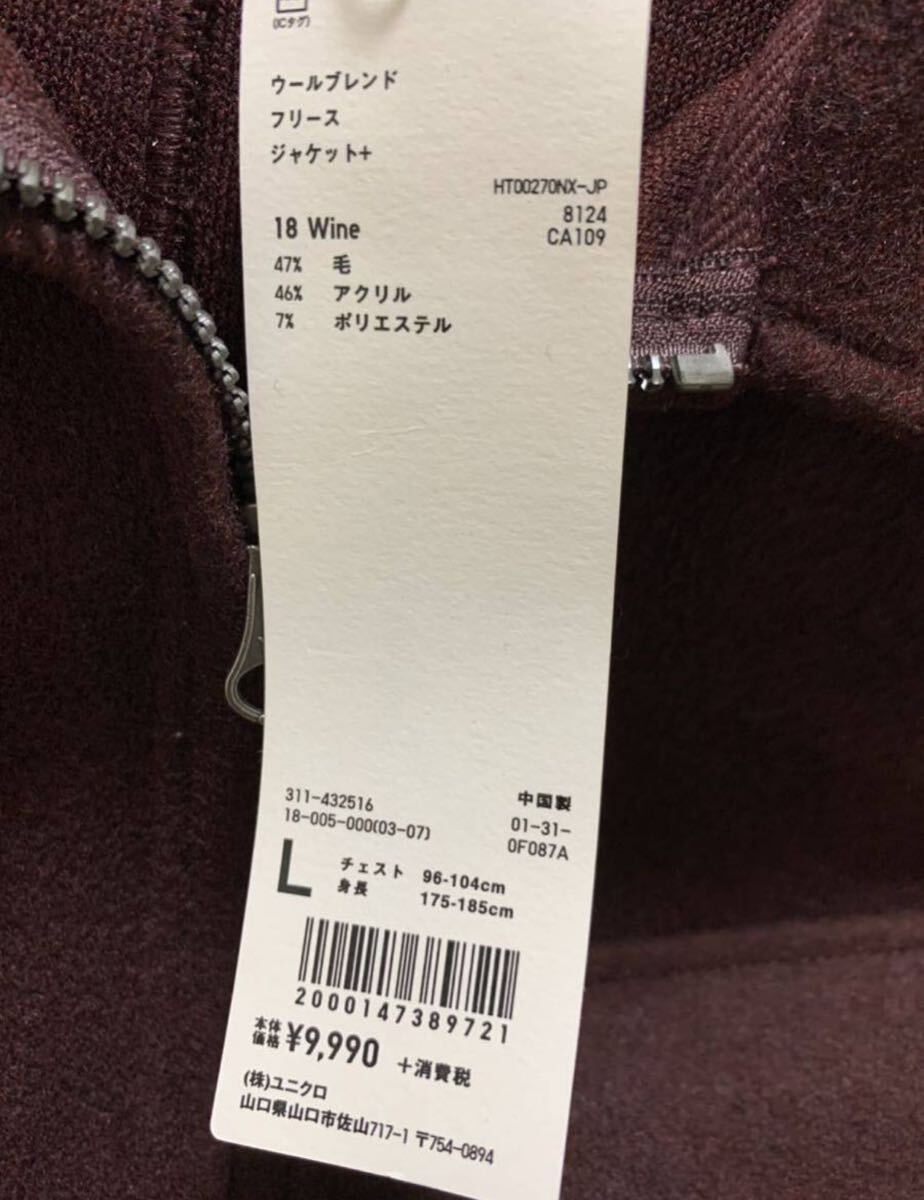 (ICタグ)
ウールブレンド
フリース
ジャケット+
HT00270NX-JP
8124
CA109
18 Wine
47% 毛
46% アクリル
7% ポリエステル
311-432516
18-005-000(03-07)
中国製
01-31-
0F087A
L
チェスト 96-104cm
身長 175-185cm
2000147389721
本体価格 ¥9,990 +消費税
(株)ユニクロ
山口県山口市佐山717-1 〒754-0894